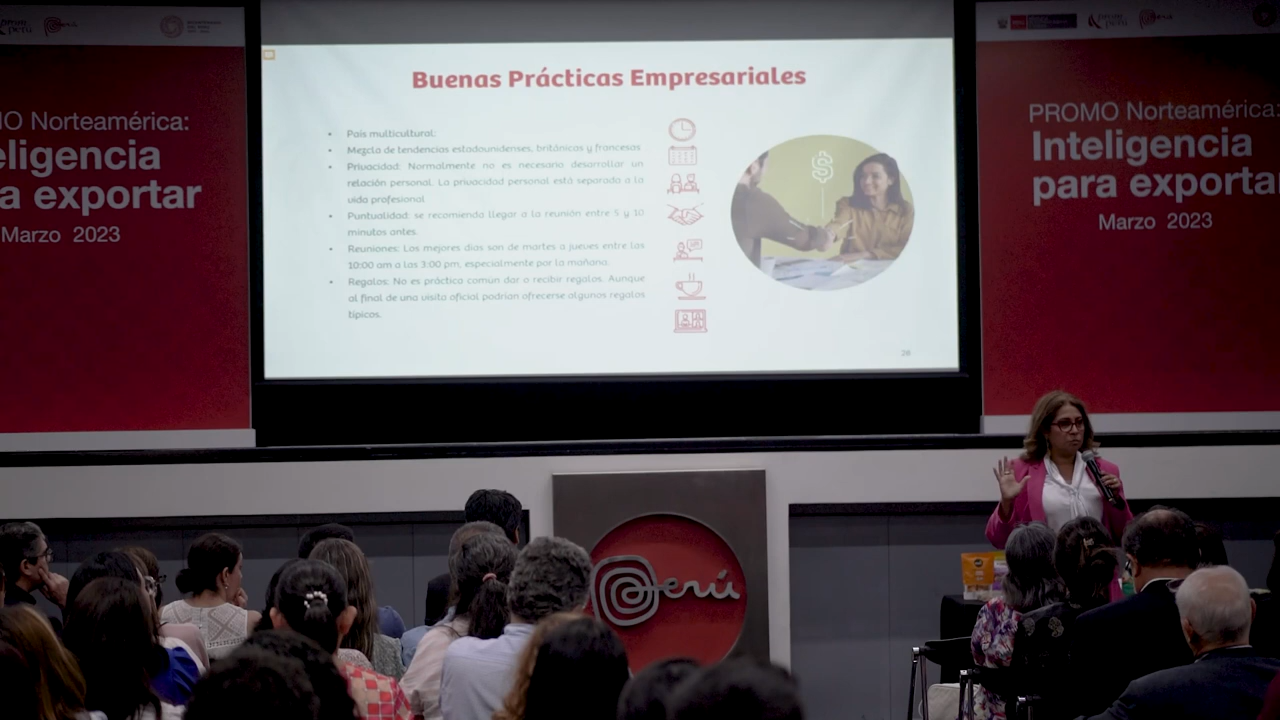 Buenas Prácticas Empresariales
País multicultural:
Mezcla de tendencias estadounidenses, británicas y francesas
Privacidad: Normalmente no es necesario desarrollar un
relación personal. La privacidad personal está separada a la
vida profesional
Puntualidad: se recomienda llegar a la reunión entre 5 y 10
minutos antes.
Reuniones: Los mejores días son de martes a jueves entre las
10:00 am a las 3:00 pm, especialmente por la mañana.
Regalos: No es práctica común dar o recibir regalos. Aunque
al final de una visita oficial podrían ofrecerse algunos regalos
típicos.
$
28
MO Norteamérica:
eligencia
a exportar
Marzo 2023
PROMO Norteamérica:
Inteligencia
para exporta
Marzo 2023
Perú